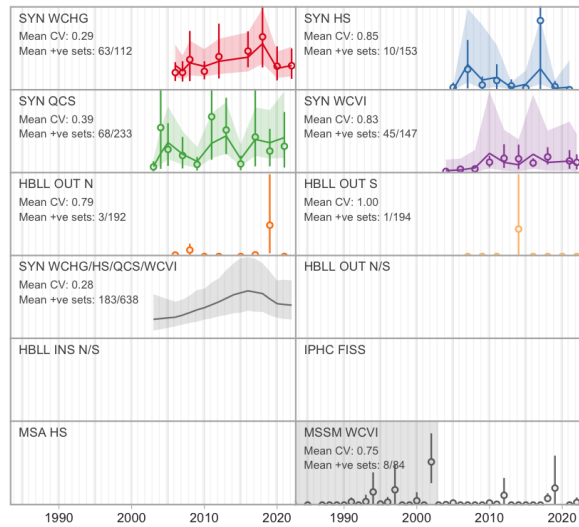 SYN WCHG
Mean CV: 0.29
Mean +ve sets: 63/112
SYN HS
Mean CV: 0.85
Mean +ve sets: 10/153
SYN QCS
Mean CV: 0.39
Mean +ve sets: 68/233
SYN WCVI
Mean CV: 0.83
Mean +ve sets: 45/147
HBLL OUT N
Mean CV: 0.79
Mean +ve sets: 3/192
HBLL OUT S
Mean CV: 1.00
Mean +ve sets: 1/194
SYN WCHG/HS/QCS/WCVI
Mean CV: 0.28
Mean +ve sets: 183/638
HBLL OUT N/S
HBLL INS N/S
IPHC FISS
MSA HS
MSSM WCVI
Mean CV: 0.75
Mean +ve sets: 8/84
1990 2000 2010 2020
1990 2000 2010 2020